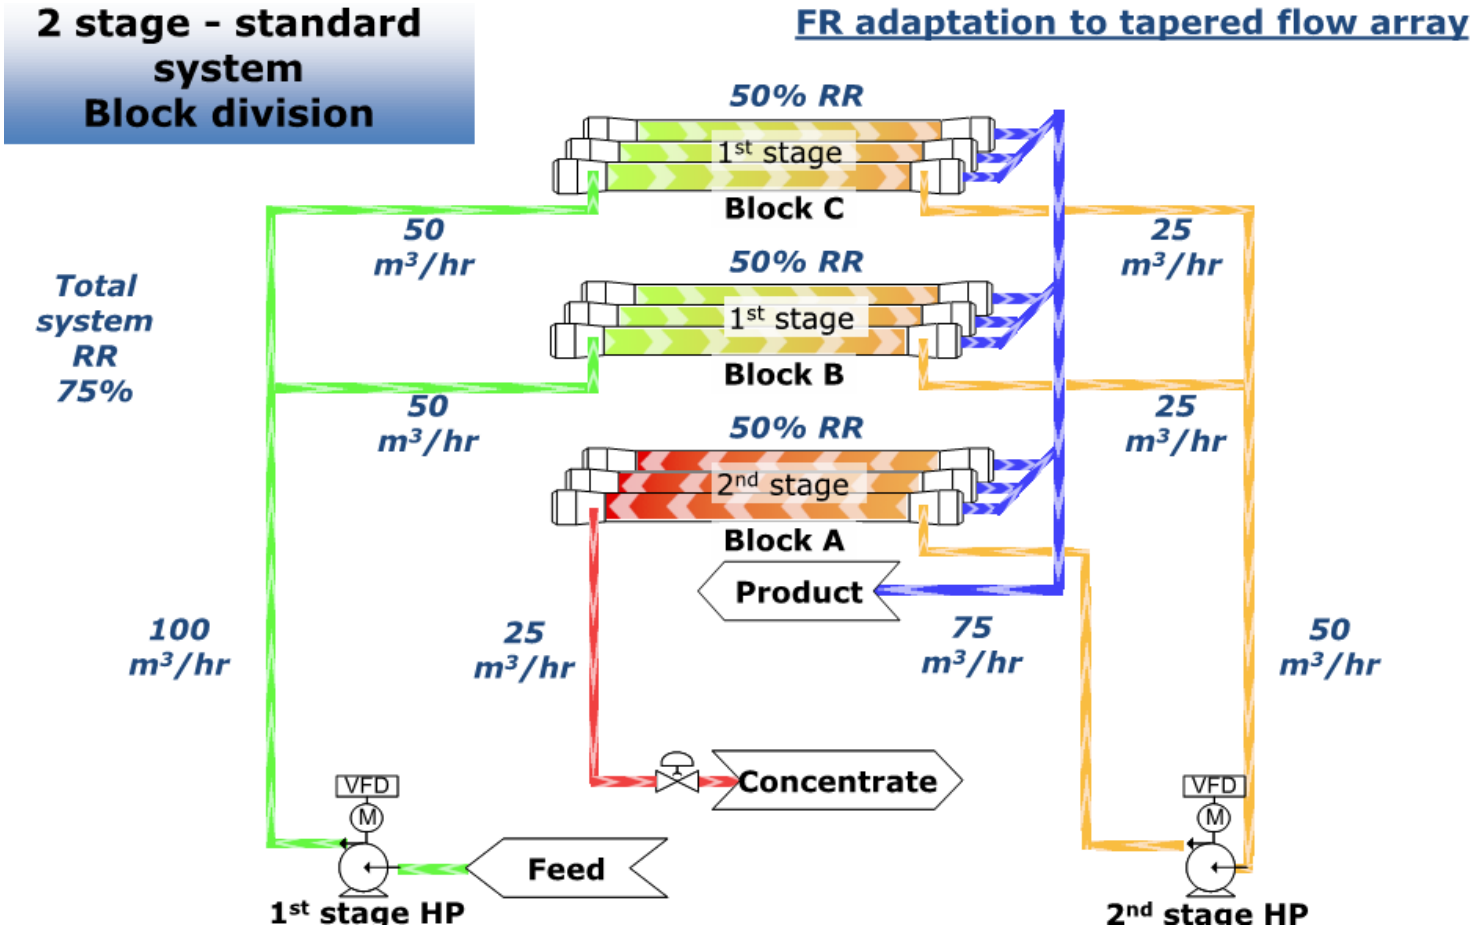 2 stage - standard
system
Block division
FR adaptation to tapered flow array
50% RR
1st stage
Block C
50
m³/hr
25
m³/hr
50% RR
1st stage
Block B
Total
system
RR
75%
50
m³/hr
25
m³/hr
50% RR
2nd stage
Block A
Product
100
m³/hr
25
m³/hr
75
m³/hr
50
m³/hr
Concentrate
VFD
M
VFD
M
Feed
1st stage HP
2nd stage HP